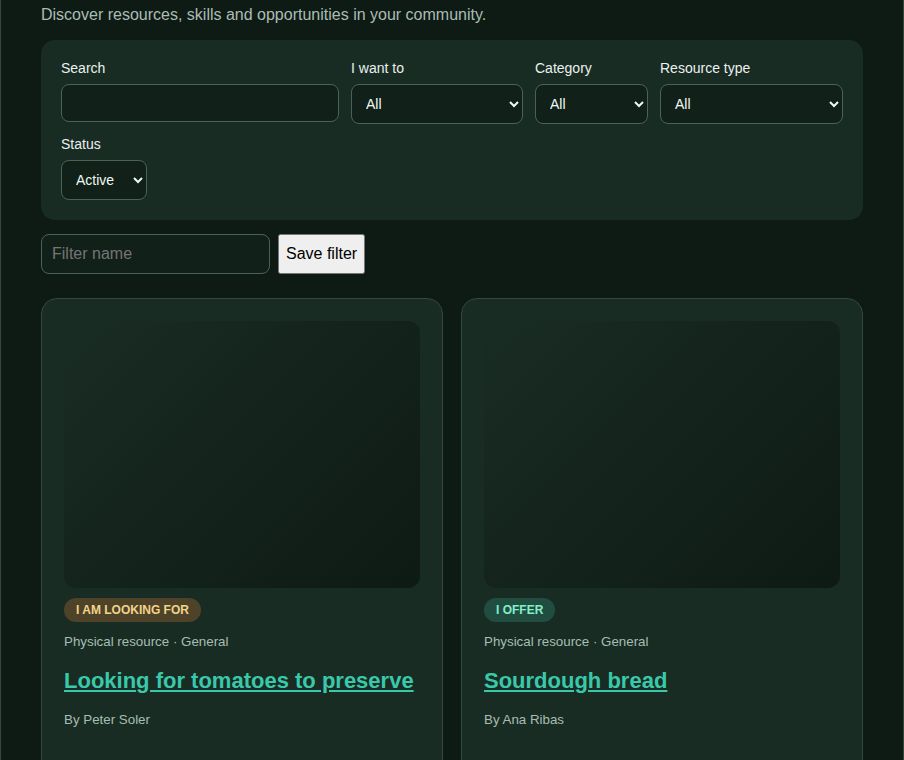 Discover resources, skills and opportunities in your community.
Search
I want to
Category
Resource type
All
All
All
Status
Active
Filter name
Save filter
I AM LOOKING FOR
Physical resource · General
Looking for tomatoes to preserve
By Peter Soler
I OFFER
Physical resource · General
Sourdough bread
By Ana Ribas